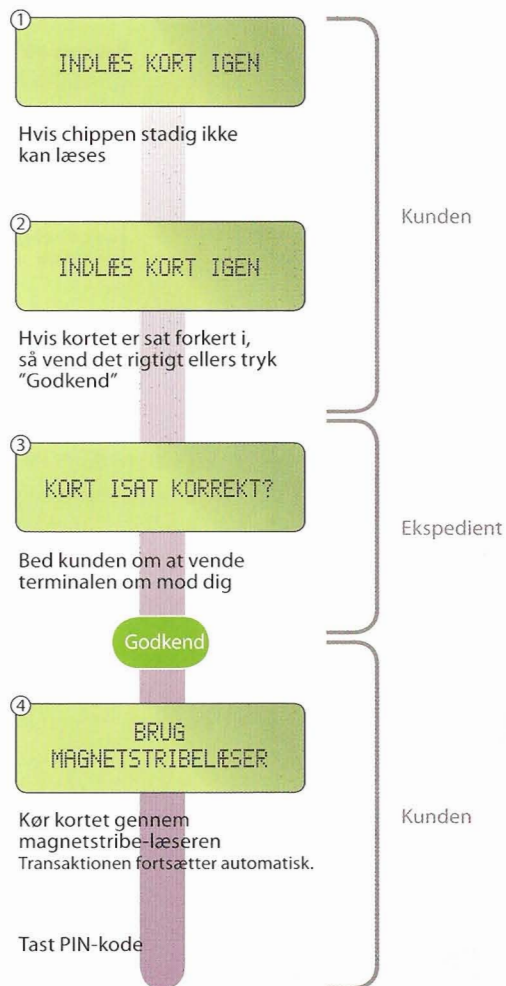 1
INDLÆS KORT IGEN
Hvis chippen stadig ikke
kan læses
Kunden
2
INDLÆS KORT IGEN
Hvis kortet er sat forkert i,
så vend det rigtigt ellers tryk
"Godkend"
3
KORT ISAT KORREKT?
Ekspedient
Bed kunden om at vende
terminalen om mod dig
Godkend
4
BRUG
MAGNETSTRIBELÆSER
Kør kortet gennem
magnetstribe-læseren
Transaktionen fortsætter automatisk.
Kunden
Tast PIN-kode